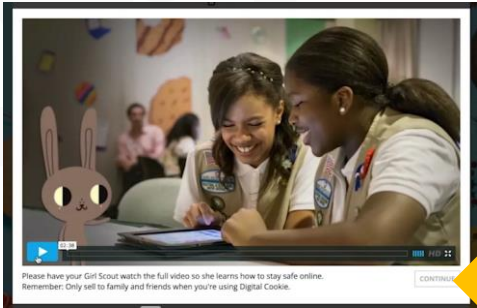 02:38
HD
Please have your Girl Scout watch the full video so she learns how to stay safe online.
Remember: Only sell to family and friends when you're using Digital Cookie.
CONTINUE